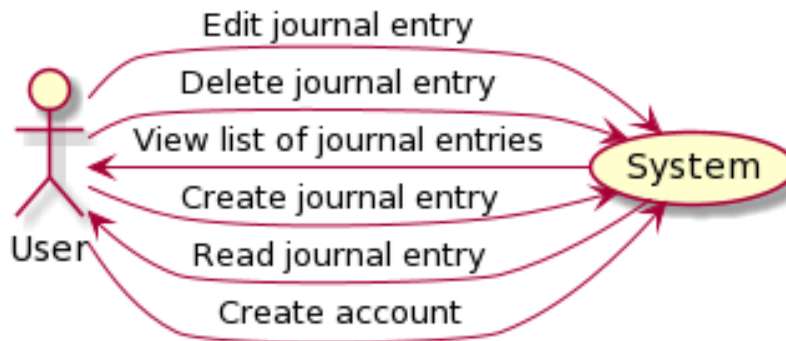 Edit journal entry
Delete journal entry
View list of journal entries
System
Create journal entry
User
Read journal entry
Create account